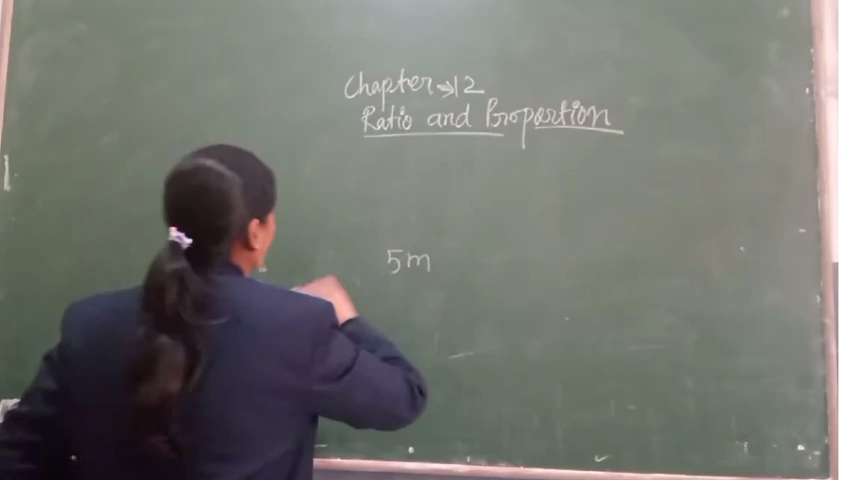 Chapter → 12
Ratio and Proportion
5m